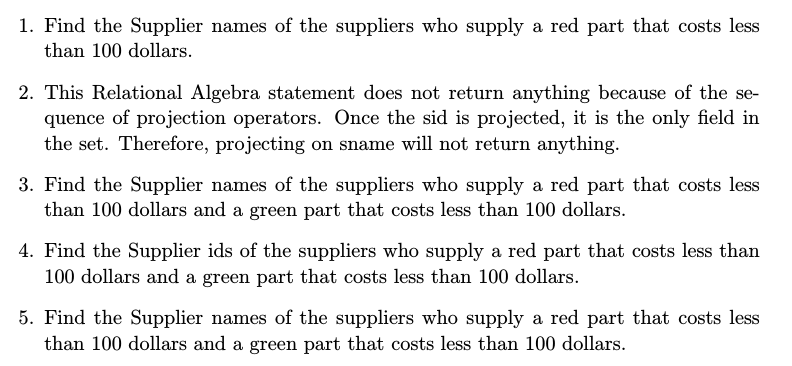 1. Find the Supplier names of the suppliers who supply a red part that costs less
than 100 dollars.
2. This Relational Algebra statement does not return anything because of the se-
quence of projection operators. Once the sid is projected, it is the only field in
the set. Therefore, projecting on sname will not return anything.
3. Find the Supplier names of the suppliers who supply a red part that costs less
than 100 dollars and a green part that costs less than 100 dollars.
4. Find the Supplier ids of the suppliers who supply a red part that costs less than
100 dollars and a green part that costs less than 100 dollars.
5. Find the Supplier names of the suppliers who supply a red part that costs less
than 100 dollars and a green part that costs less than 100 dollars.